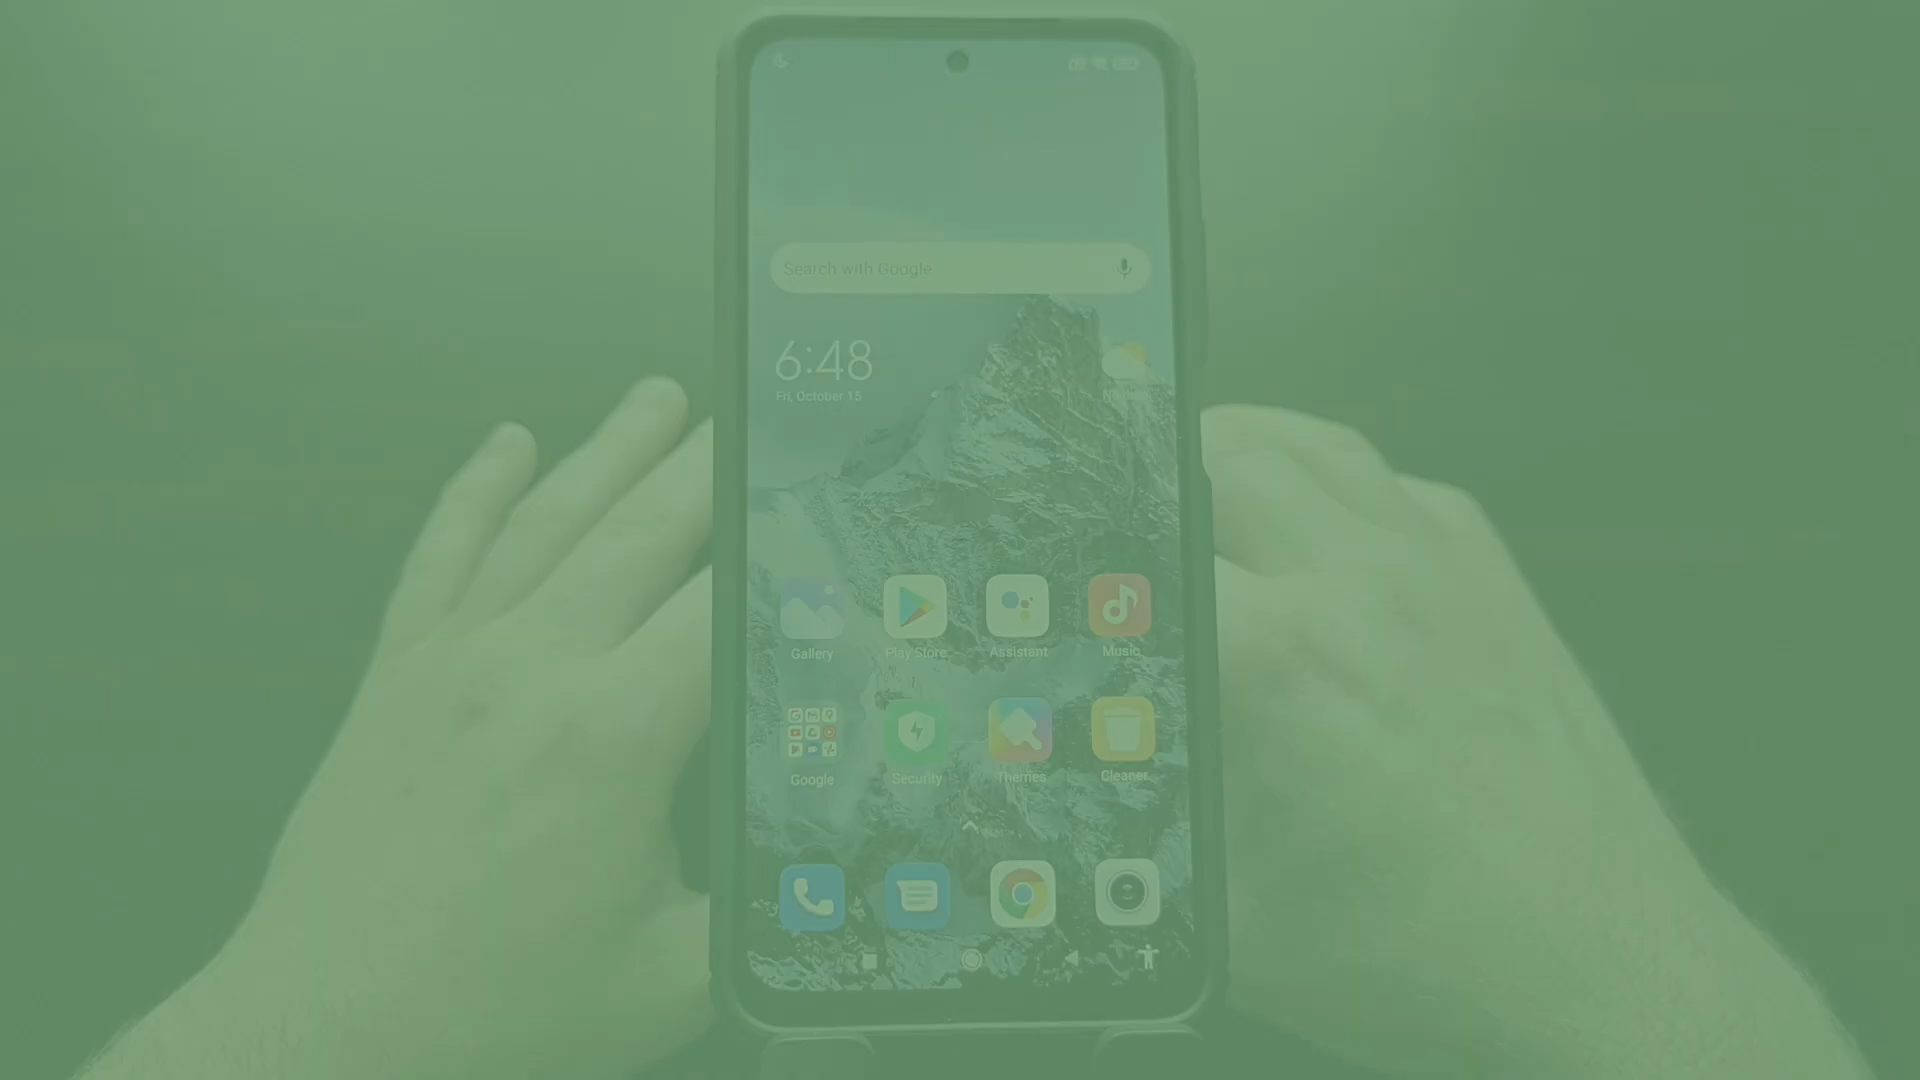 Search with Google
6:48
Fri, October 15
Gallery
Play Store
Assistant
Music
Google
Security
Themes
Cleaner